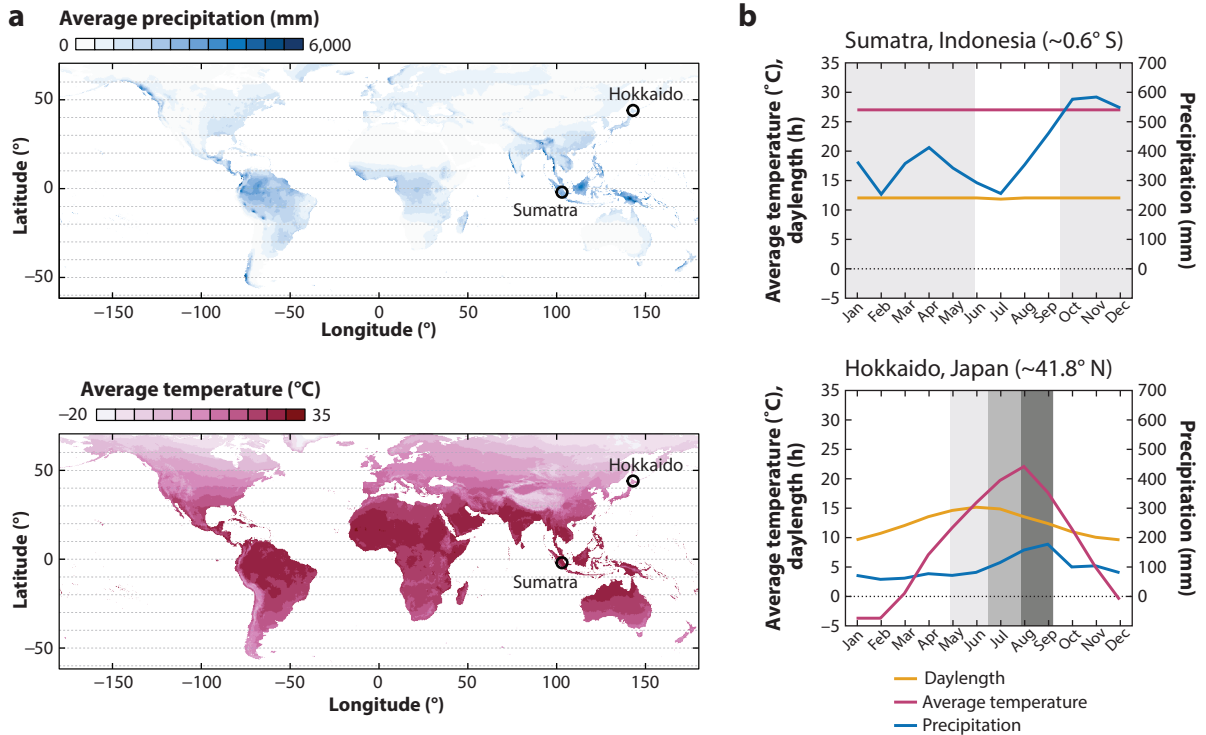 a
Average precipitation (mm)
0 6,000
Latitude (°)
50
0
−50
Hokkaido
Sumatra
−150 −100 −50 0 50 100 150
Longitude (°)
Average temperature (°C)
−20 35
Latitude (°)
50
0
−50
Hokkaido
Sumatra
−150 −100 −50 0 50 100 150
Longitude (°)
b
Sumatra, Indonesia (~0.6° S)
Average temperature (°C),
daylength (h)
35
30
25
20
15
10
5
0
−5
700
600
500
400
300
200
100
0
Precipitation
(mm)
Jan Feb Mar Apr May Jun Jul Aug Sep Oct Nov Dec
Hokkaido, Japan (~41.8° N)
Average temperature (°C),
daylength (h)
35
30
25
20
15
10
5
0
−5
700
600
500
400
300
200
100
0
Precipitation
(mm)
Jan Feb Mar Apr May Jun Jul Aug Sep Oct Nov Dec
Daylength
Average temperature
Precipitation